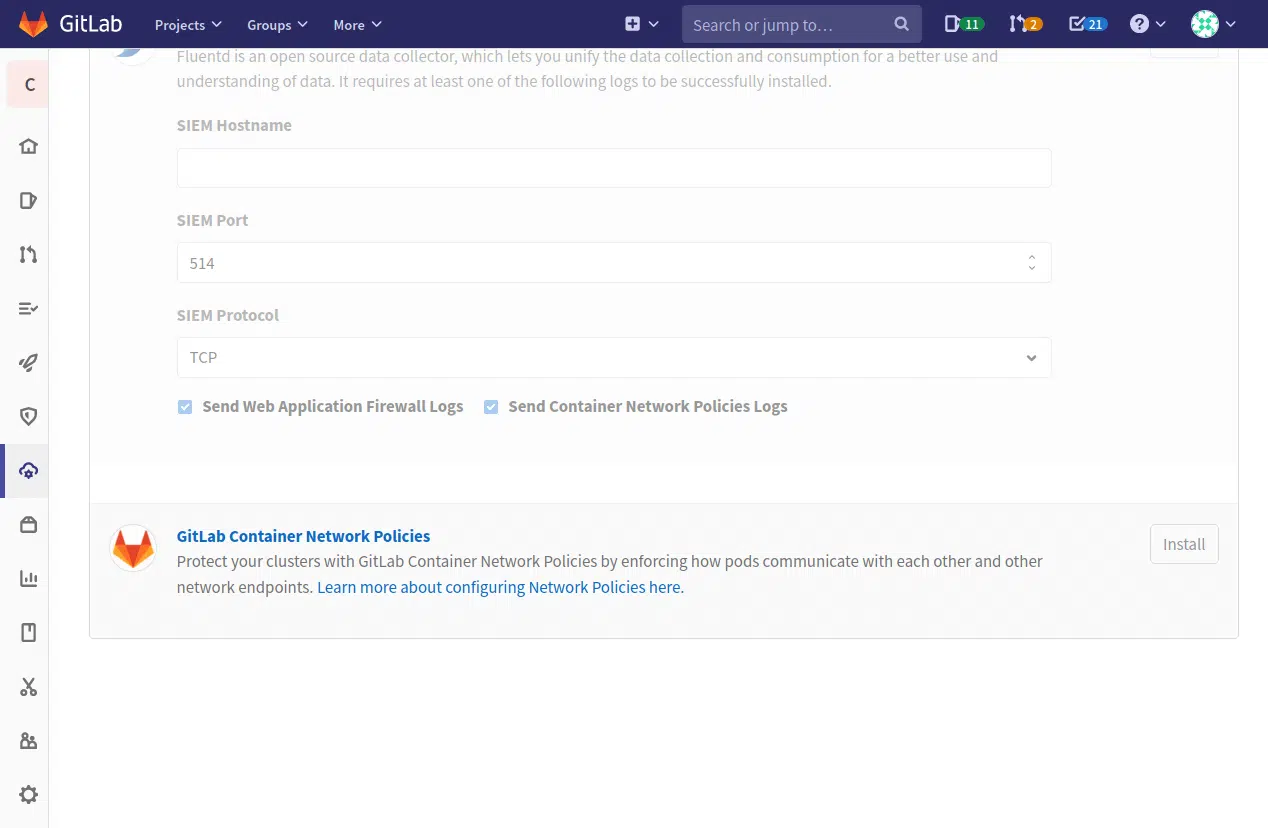 GitLab
Projects
Groups
More
Search or jump to…
11
2
21
C
Fluentd is an open source data collector, which lets you unify the data collection and consumption for a better use and
understanding of data. It requires at least one of the following logs to be successfully installed.
SIEM Hostname
SIEM Port
514
SIEM Protocol
TCP
Send Web Application Firewall Logs
Send Container Network Policies Logs
GitLab Container Network Policies
Protect your clusters with GitLab Container Network Policies by enforcing how pods communicate with each other and other
network endpoints. Learn more about configuring Network Policies here.
Install